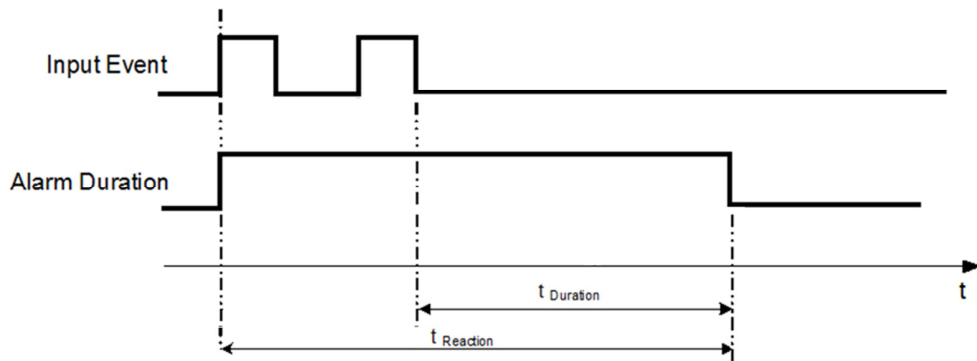 Input Event
Alarm Duration
t
t Duration
t Reaction